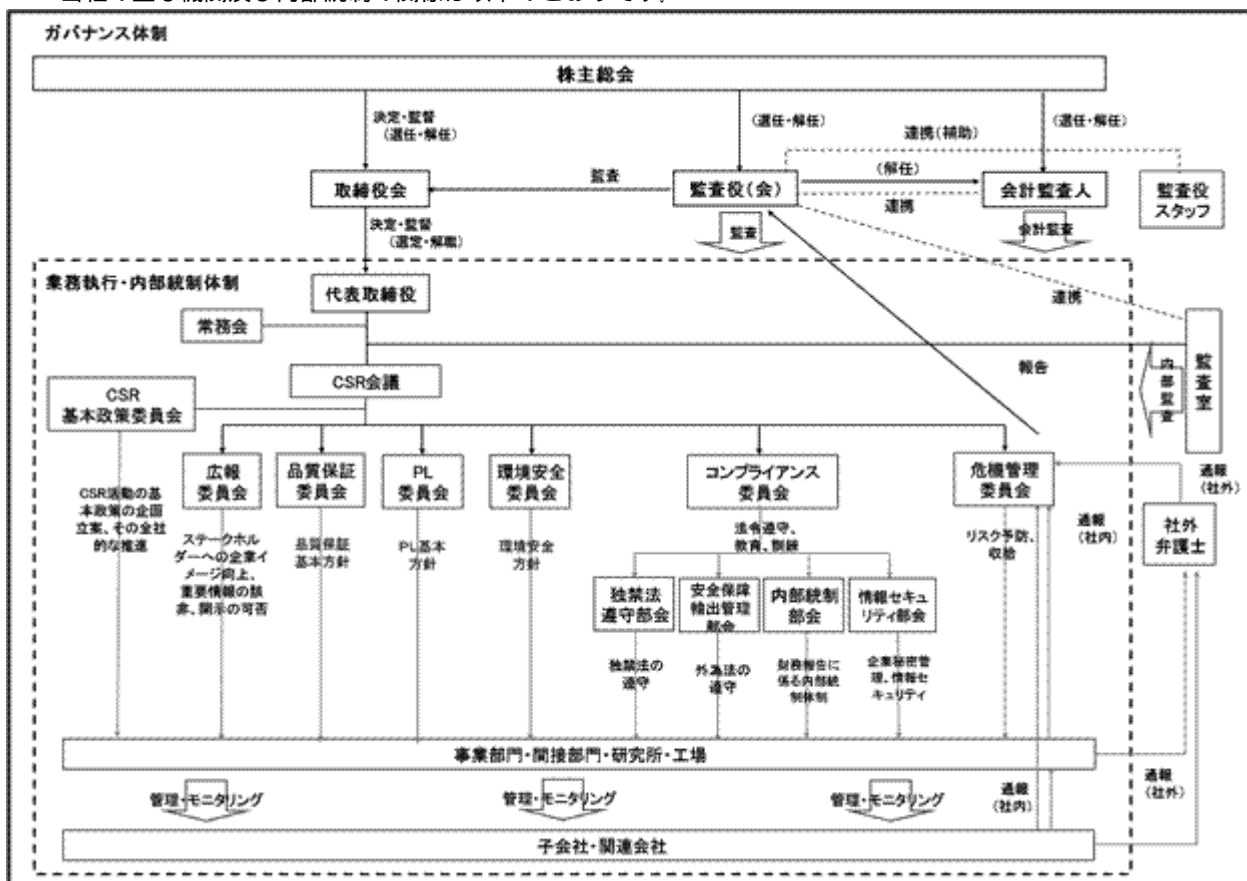 ガバナンス体制
株主総会
決定・監督
(選任・解任)
(選任・解任)
(選任・解任)
連携(補助)
取締役会
監査
監査役(会)
(解任)
連携
会計監査人
監査役
スタッフ
決定・監督
(選定・解職)
監査
会計監査
業務執行・内部統制体制
代表取締役
連携
常務会
CSR会議
報告
内部監査
監査室
CSR
基本政策委員会
広報
委員会
品質保証
委員会
PL
委員会
環境安全
委員会
コンプライアンス
委員会
危機管理
委員会
通報
(社外)
CSR活動の基
本政策の企画
立案、その全社
的な推進
ステークホル
ダーへの企業イ
メージ向上、
重要情報の該
非、開示の可否
品質保証
基本方針
PL基本
方針
環境安全
方針
法令遵守、
教育、訓練
リスク予防、
収拾
通報
(社内)
社外
弁護士
独禁法
遵守部会
安全保障
輸出管理
部会
内部統制
部会
情報セキュ
リティ部会
独禁法の
遵守
外為法の
遵守
財務報告に
係る内部統
制体制
企業秘密管
理、情報セ
キュリティ
事業部門・間接部門・研究所・工場
管理・モニタリング
管理・モニタリング
管理・モニタリング
通報
(社内)
通報
(社外)
子会社・関連会社